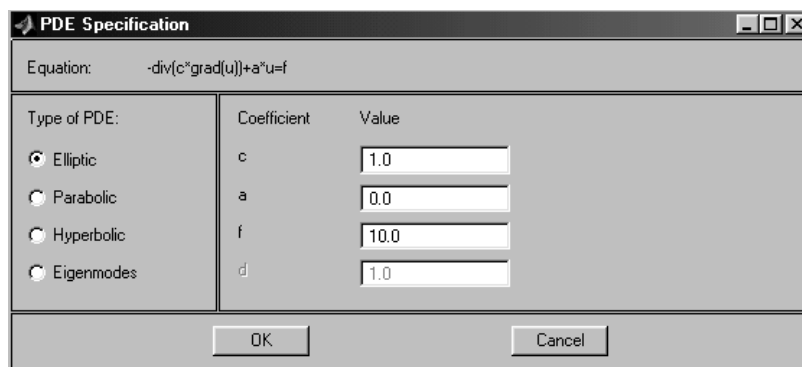 PDE Specification
Equation: -div(c*grad(u))+a*u=f
Type of PDE: Coefficient Value
Elliptic c 1.0
Parabolic a 0.0
Hyperbolic f 10.0
Eigenmodes d 1.0
OK Cancel